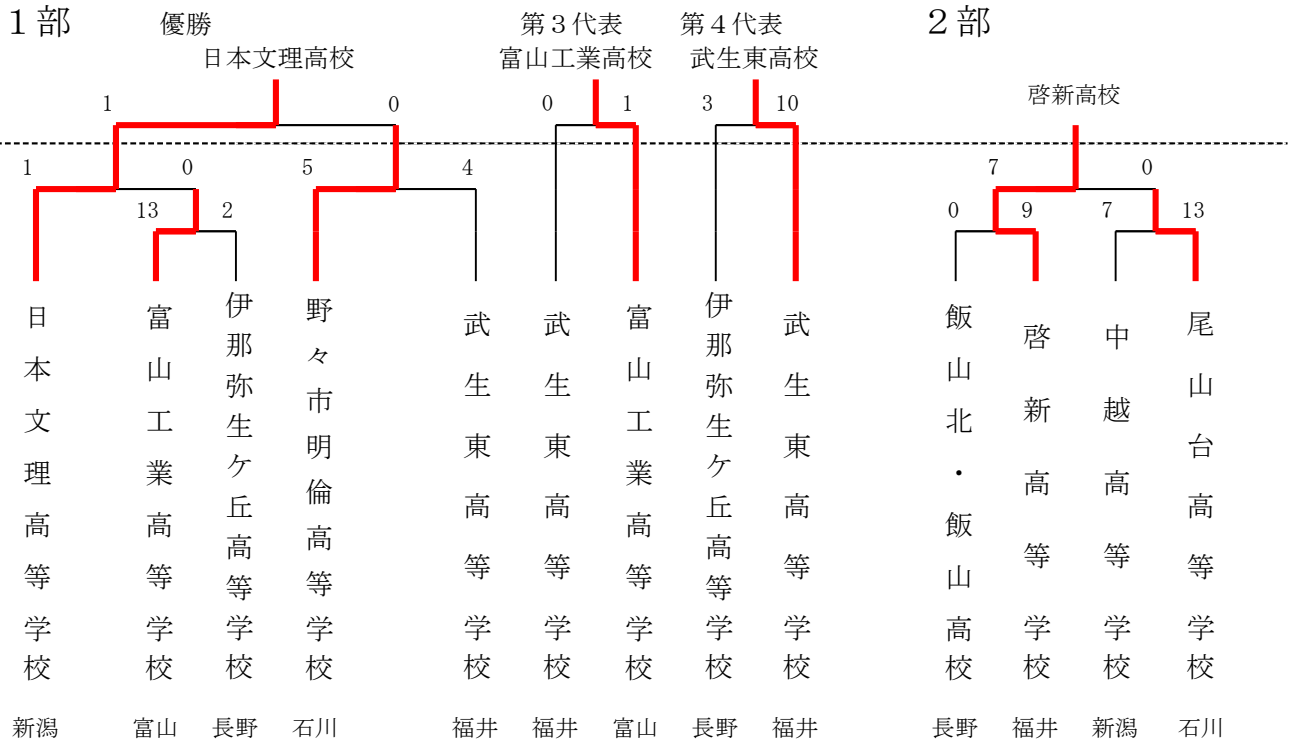 1部
優勝
第3代表
第4代表
2部
日本文理高校
富山工業高校
武生東高校
啓新高校
1
0
0
1
3
10
1
0
5
4
7
0
13
2
0
9
7
13
日本文理高等学校
富山工業高等学校
伊那弥生ケ丘高等学校
野々市明倫高等学校
武生東高等学校
武生東高等学校
富山工業高等学校
伊那弥生ケ丘高等学校
武生東高等学校
飯山北・飯山高校
啓新高等学校
中越高等学校
尾山台高等学校
新潟
富山
長野
石川
福井
福井
富山
長野
福井
長野
福井
新潟
石川